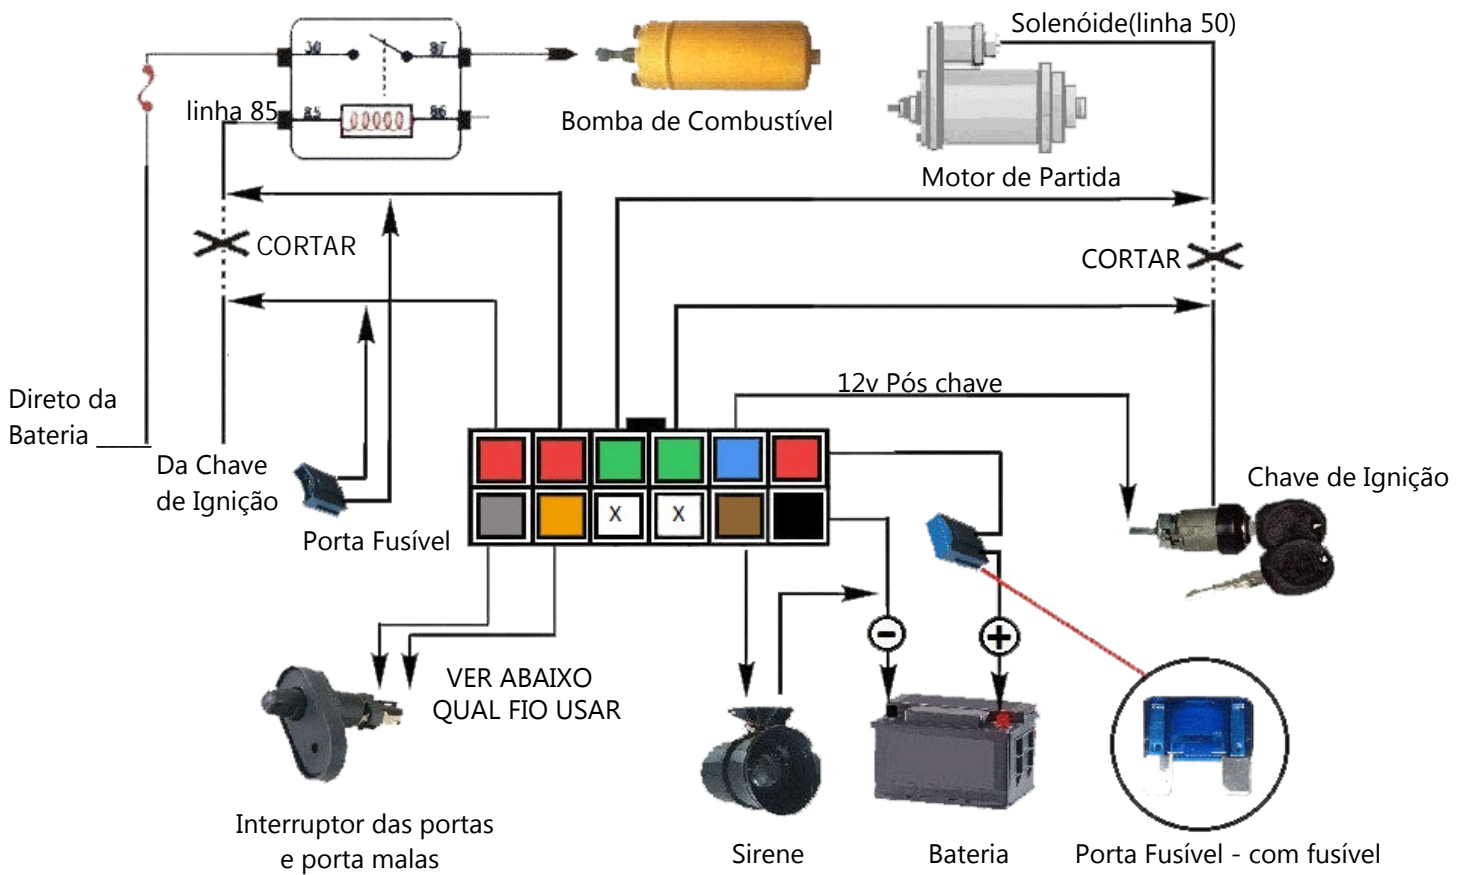 Solenóide(linha 50)
30
87
linha 85
85
86
Bomba de Combustível
Motor de Partida
CORTAR
CORTAR
12v Pós chave
Direto da
Bateria _____
Da Chave
de Ignição
Chave de Ignição
Porta Fusível
X
X
-
+
VER ABAIXO
QUAL FIO USAR
Interruptor das portas
e porta malas
Sirene
Bateria
Porta Fusível - com fusível